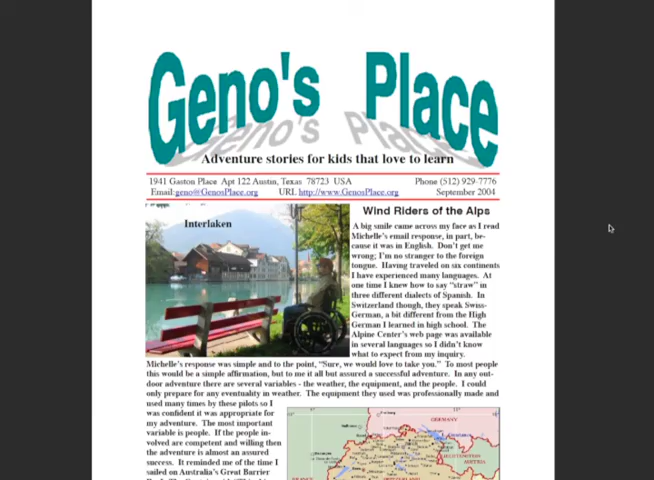 Geno's Place
Adventure stories for kids that love to learn
1941 Gaston Place Apt 122 Austin, Texas 78723 USA Phone (512) 929-7776
Email:geno@GenosPlace.org URL http://www.GenosPlace.org September 2004
Interlaken
Wind Riders of the Alps
A big smile came across my face as I read
Michelle's email response, in part, be-
cause it was in English. Don't get me
wrong; I'm no stranger to the foreign
tongue. Having traveled on six continents
I have experienced many languages. At
one time I knew how to say "straw" in
three different dialects of Spanish. In
Switzerland though, they speak Swiss-
German, a bit different from the High
German I learned in high school. The
Alpine Center's web page was available
in several languages so I didn't know
what to expect from my inquiry.
Michelle's response was simple and to the point, "Sure, we would love to take you." To most people
this would be a simple affirmation, but to me it all but assured a successful adventure. In any out-
door adventure there are several variables - the weather, the equipment, and the people. I could
only prepare for any eventuality in weather. The equipment they used was professionally made and
used many times by these pilots so I
was confident it was appropriate for
my adventure. The most important
variable is people. If the people in-
volved are competent and willing then
the adventure is almost an assured
success. It reminded me of the time I
sailed on Australia's Great Barrier
GERMANY
LIECHTENSTEIN
AUSTRIA